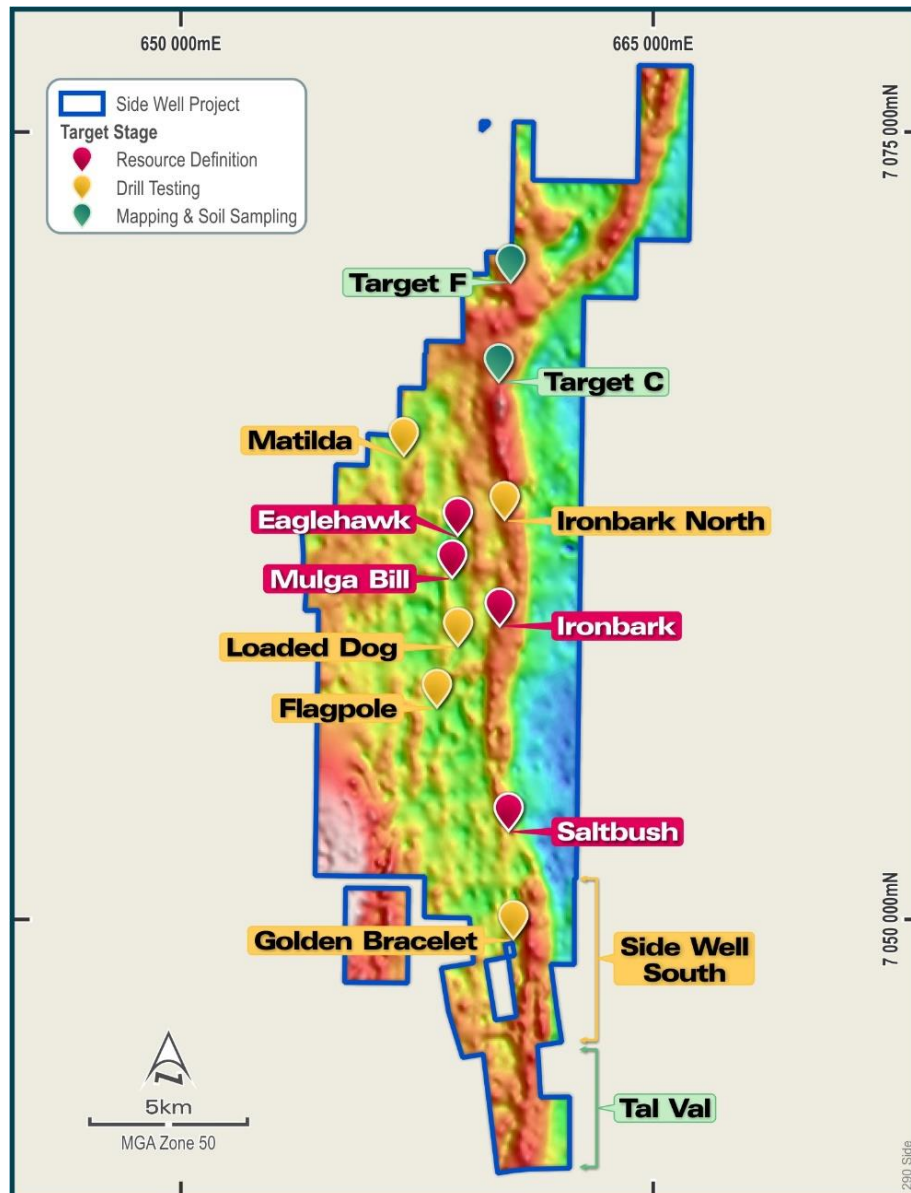 650 000mE
665 000mE
Side Well Project
Target Stage
Resource Definition
Drill Testing
Mapping & Soil Sampling
7 075 000mN
Target F
Target C
Matilda
Eaglehawk
Ironbark North
Mulga Bill
Ironbark
Loaded Dog
Flagpole
Saltbush
7 050 000mN
Golden Bracelet
Side Well
South
N
5km
MGA Zone 50
Tal Val
290 Side